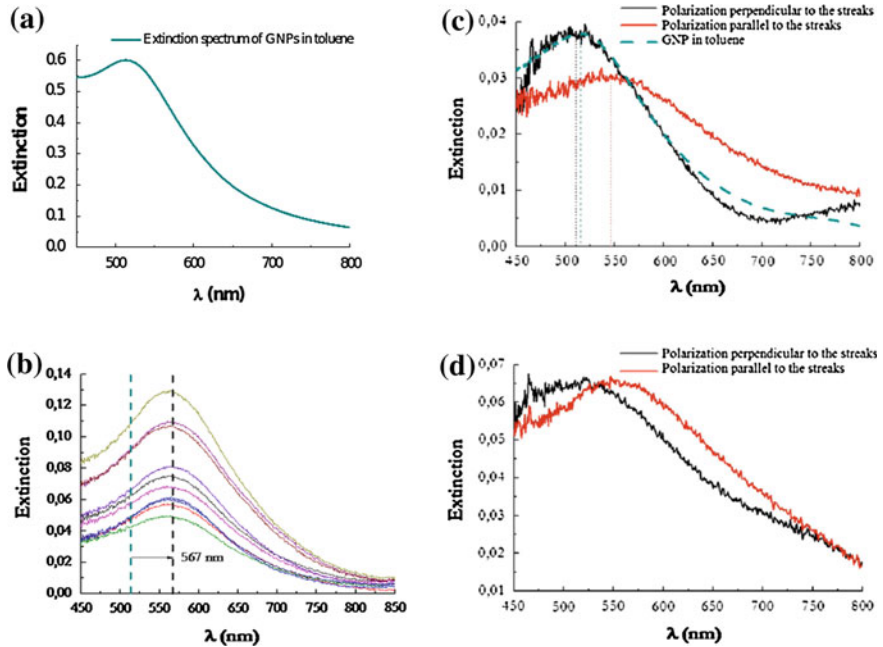 (a)
Extinction spectrum of GNPs in toluene
0.6
0.5
0.4
0.3
0.2
0.1
0.0
Extinction
500
600
700
800
λ (nm)
(c)
Polarization perpendicular to the streaks
Polarization parallel to the streaks
GNP in toluene
0,04
0,03
0,02
0,01
0,00
Extinction
450 500 550 600 650 700 750 800
λ (nm)
(b)
0,14
0,12
0,10
0,08
0,06
0,04
0,02
0,00
Extinction
567 nm
450 500 550 600 650 700 750 800 850
λ (nm)
(d)
Polarization perpendicular to the streaks
Polarization parallel to the streaks
0,07
0,06
0,05
0,04
0,03
0,02
0,01
Extinction
450 500 550 600 650 700 750 800
λ (nm)